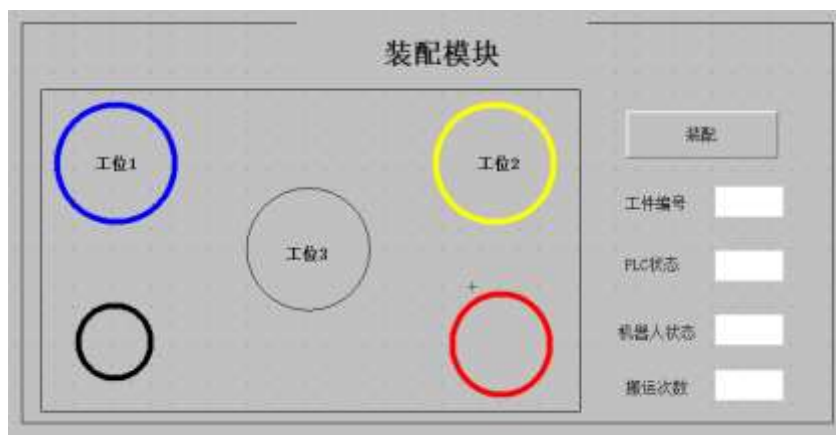 装配模块
工位1
工位2
工位3
装配
工件编号
PLC状态
机器人状态
搬运次数